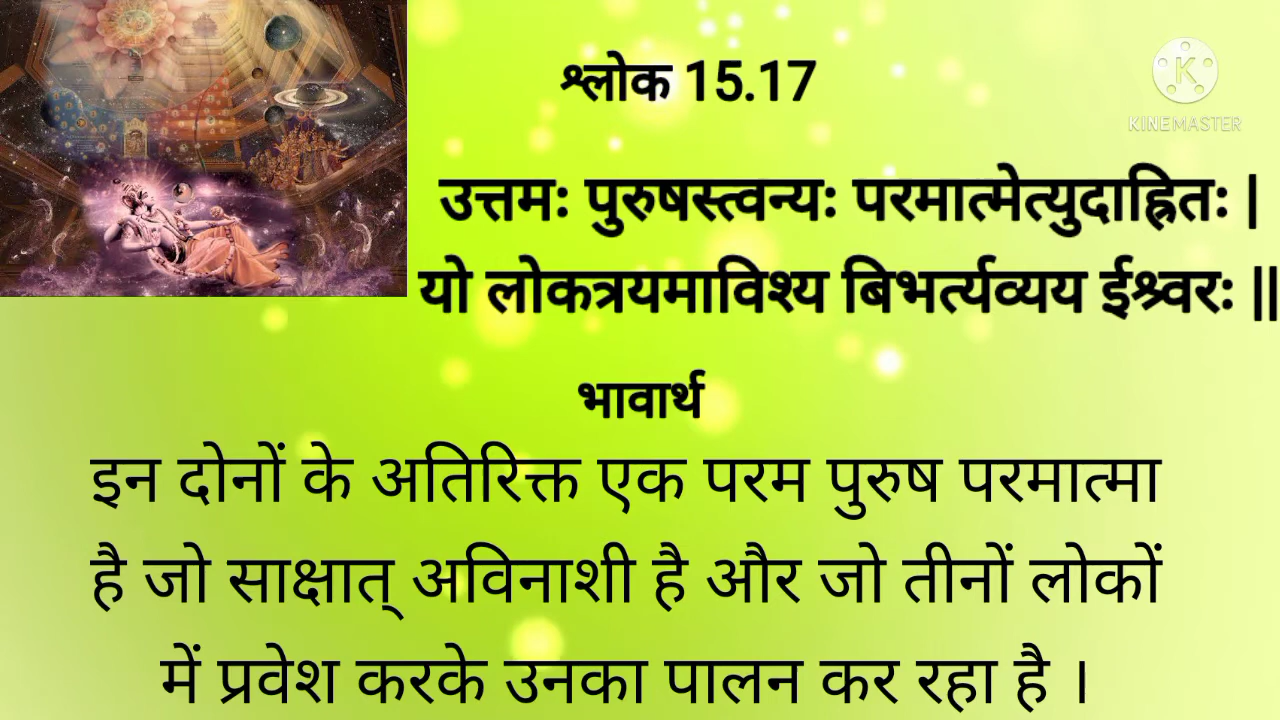 श्लोक 15.17
KINEMASTER
उत्तमः पुरुषस्त्वन्यः परमात्मेत्युदाह्रितः |
यो लोकत्रयमाविश्य बिभर्त्यव्यय ईश्र्वरः ||
भावार्थ
इन दोनों के अतिरिक्त एक परम पुरुष परमात्मा
है जो साक्षात् अविनाशी है और जो तीनों लोकों
में प्रवेश करके उनका पालन कर रहा है ।